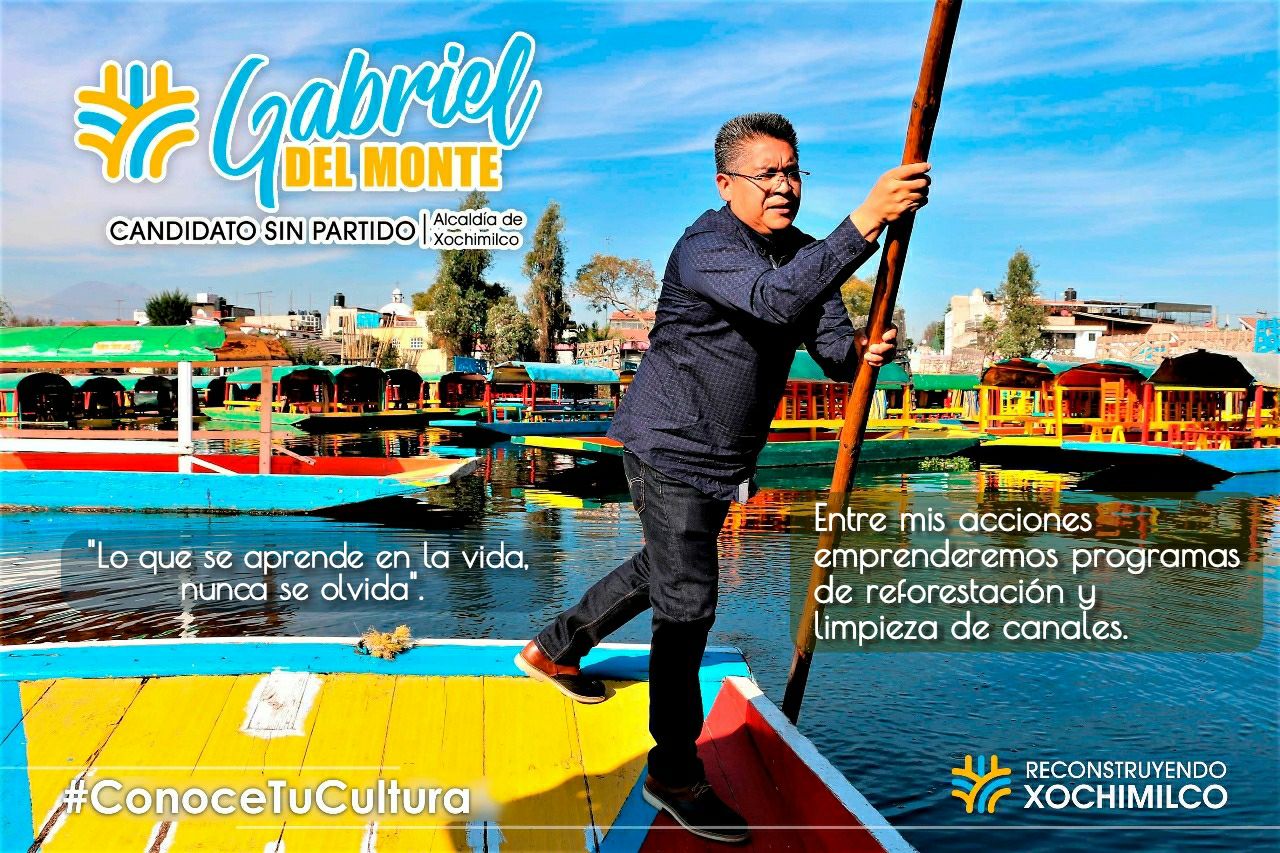 Gabriel
DEL MONTE
CANDIDATO SIN PARTIDO
Alcaldía de
Xochimilco
"Lo que se aprende en la vida,
nunca se olvida".
Entre mis acciones
emprenderemos programas
de reforestación y
limpieza de canales.
#ConoceTuCultura
RECONSTRUYENDO
XOCHIMILCO